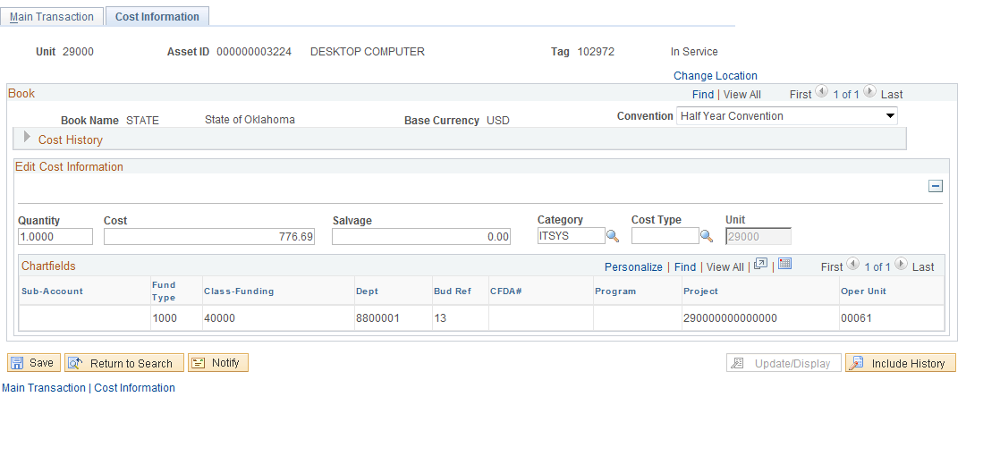 Main Transaction Cost Information
Unit 29000 Asset ID 000000003224 DESKTOP COMPUTER Tag 102972 In Service
Change Location
Book Find | View All First 1 of 1 Last
Book Name STATE State of Oklahoma Base Currency USD Convention Half Year Convention
Cost History
Edit Cost Information
Quantity Cost Salvage Category Cost Type Unit
1.0000 776.69 0.00 ITSYS 29000
Chartfields Personalize | Find | View All | | First 1 of 1 Last
Sub-Account Fund Type Class-Funding Dept Bud Ref CFDA# Program Project Oper Unit
1000 40000 8800001 13 290000000000000 00061
Save Return to Search Notify Update/Display Include History
Main Transaction | Cost Information